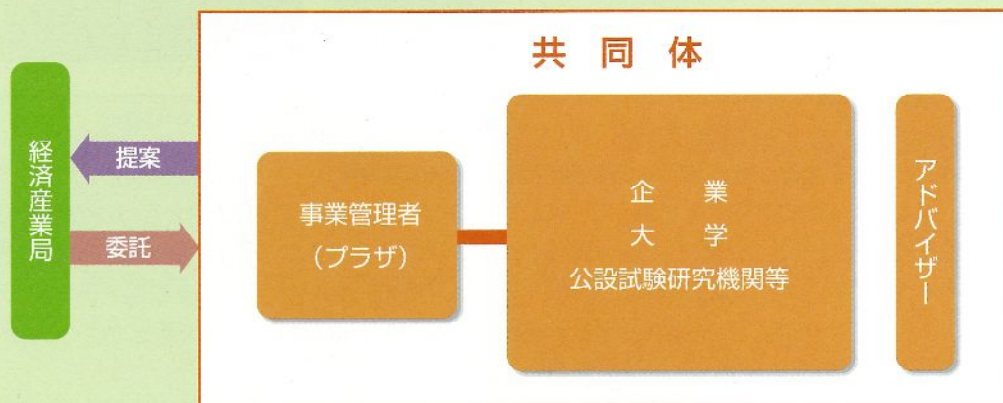 共同体
経済産業局
提案
委託
事業管理者
（プラザ）
企業
大学
公設試験研究機関等
アドバイザー